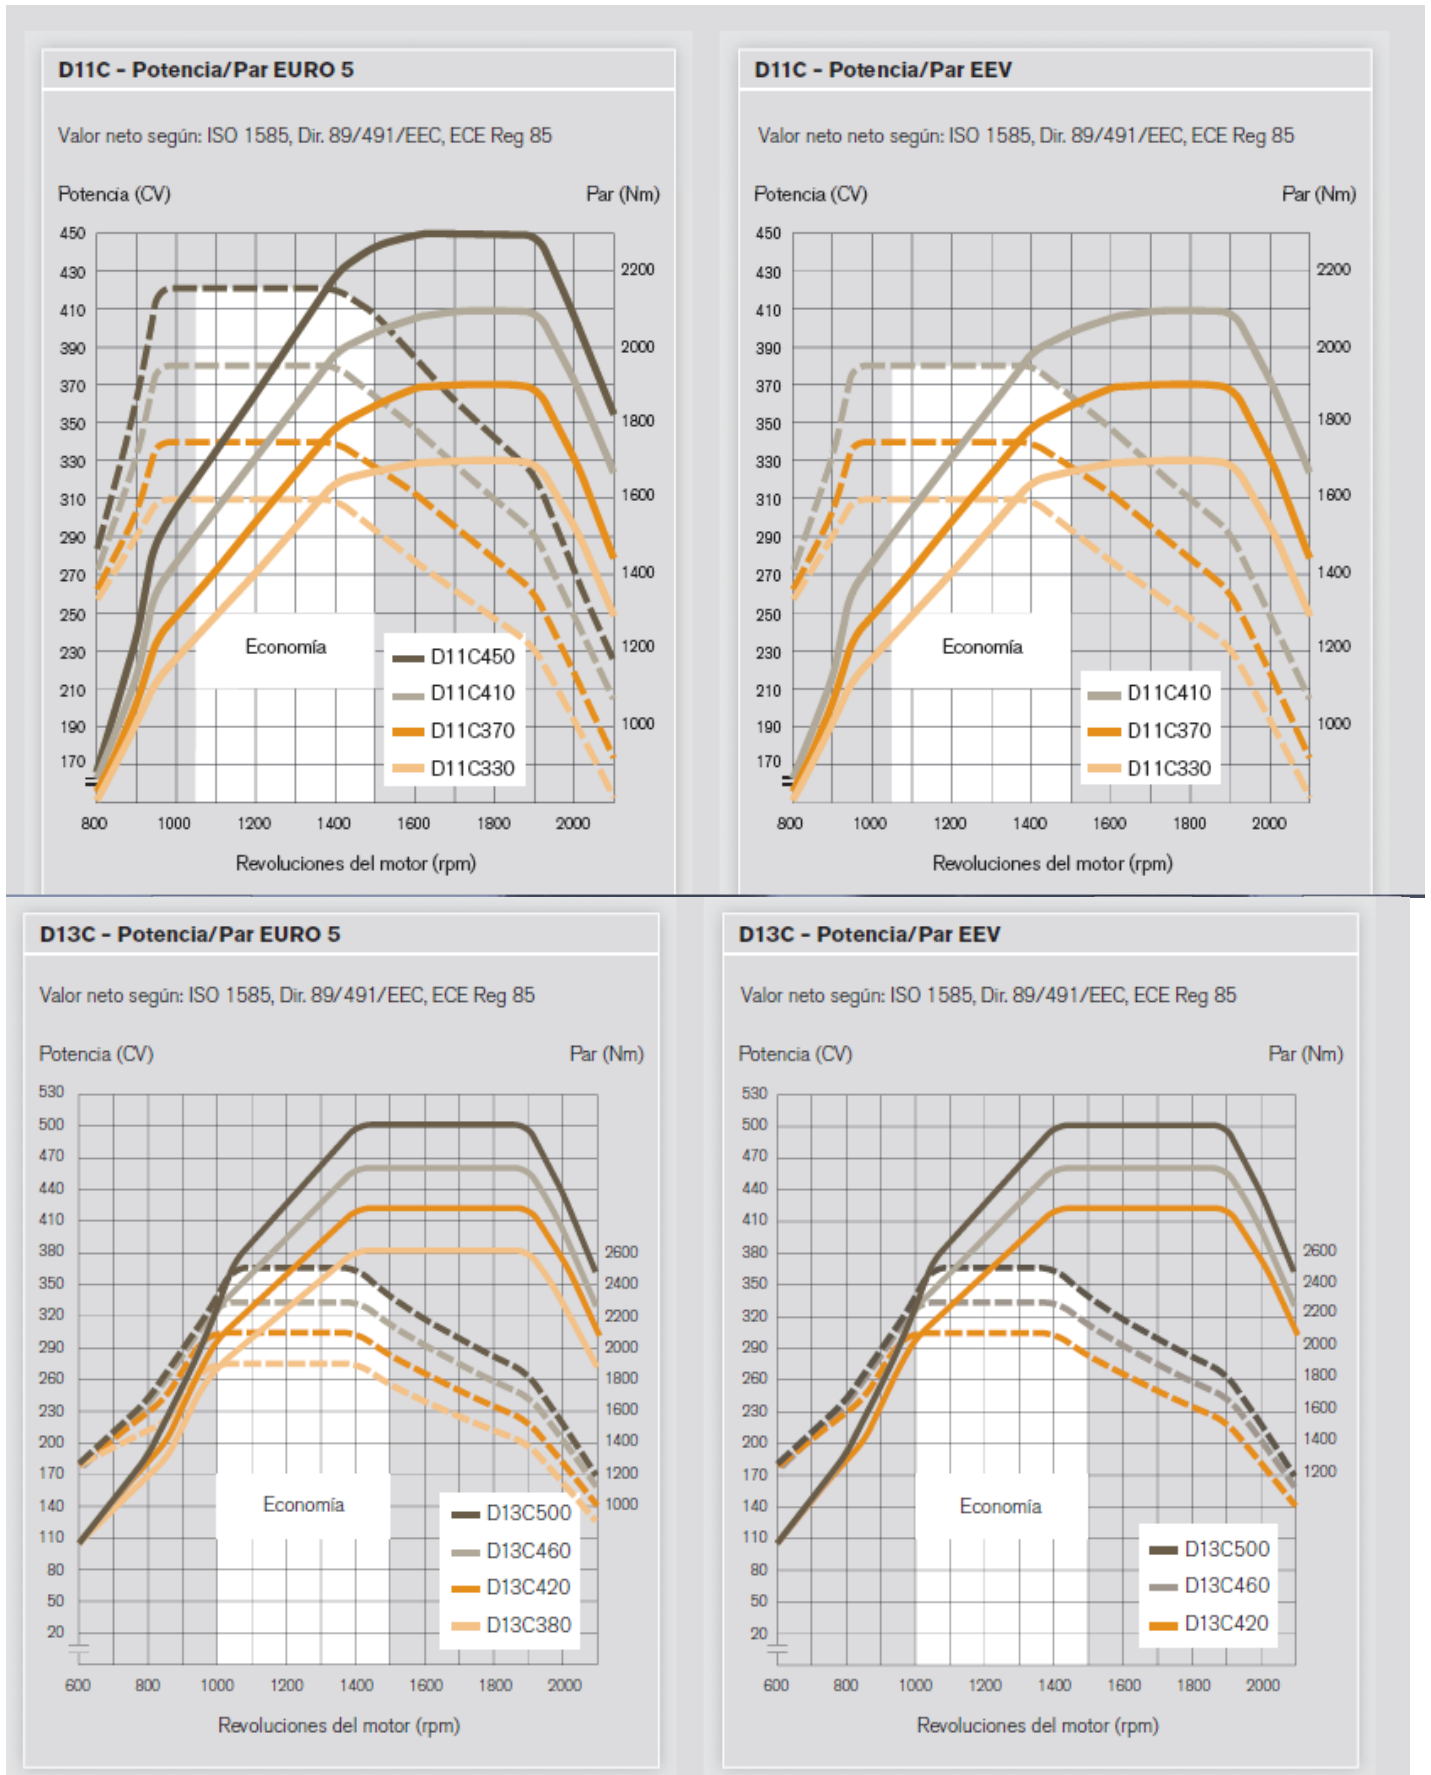 D11C – Potencia/Par EURO 5
Valor neto según: ISO 1585, Dir. 89/491/EEC, ECE Reg 85
Potencia (CV)
Par (Nm)
450
430
410
390
370
350
330
310
290
270
250
230
210
190
170
2200
2000
1800
1600
1400
1200
1000
Economía
D11C450
D11C410
D11C370
D11C330
800 1000 1200 1400 1600 1800 2000
Revoluciones del motor (rpm)
D11C – Potencia/Par EEV
Valor neto neto según: ISO 1585, Dir. 89/491/EEC, ECE Reg 85
Potencia (CV)
Par (Nm)
450
430
410
390
370
350
330
310
290
270
250
230
210
190
170
2200
2000
1800
1600
1400
1200
1000
Economía
D11C410
D11C370
D11C330
800 1000 1200 1400 1600 1800 2000
Revoluciones del motor (rpm)
D13C – Potencia/Par EURO 5
Valor neto según: ISO 1585, Dir. 89/491/EEC, ECE Reg 85
Potencia (CV)
Par (Nm)
530
500
470
440
410
380
350
320
290
260
230
200
170
140
110
80
50
20
2600
2400
2200
2000
1800
1600
1400
1200
1000
Economía
D13C500
D13C460
D13C420
D13C380
600 800 1000 1200 1400 1600 1800 2000
Revoluciones del motor (rpm)
D13C – Potencia/Par EEV
Valor neto según: ISO 1585, Dir. 89/491/EEC, ECE Reg 85
Potencia (CV)
Par (Nm)
530
500
470
440
410
380
350
320
290
260
230
200
170
140
110
80
50
20
2600
2400
2200
2000
1800
1600
1400
1200
Economía
D13C500
D13C460
D13C420
600 800 1000 1200 1400 1600 1800 2000
Revoluciones del motor (rpm)